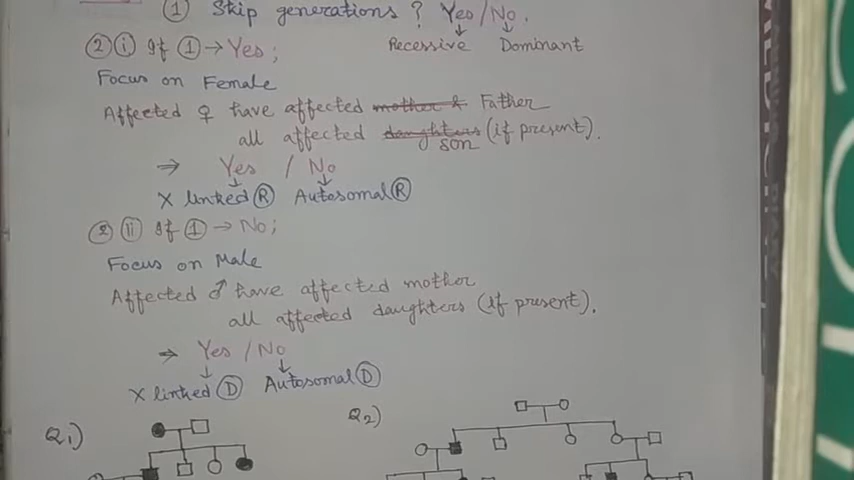 ① Skip generations? Yes/No.
Recessive Dominant
② ⓘ If ① → Yes;
Focus on Female
Affected ♀ have affected mother & Father
all affected daughters son (if present).
⇒ Yes / No
X linked Ⓡ Autosomal Ⓡ
② ⅱ If ① → No;
Focus on Male
Affected ♂ have affected mother
all affected daughters (if present).
⇒ Yes / No
X linked Ⓓ Autosomal Ⓓ
Q1) Q2)